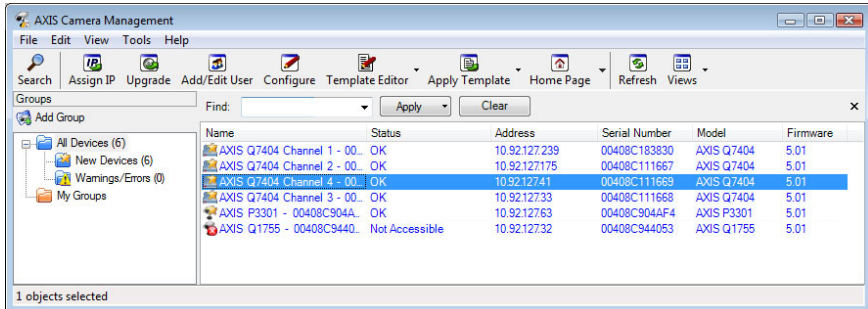 AXIS Camera Management
File Edit View Tools Help
Search Assign IP Upgrade Add/Edit User Configure Template Editor Apply Template Home Page Refresh Views
Groups
Add Group
Find: Apply Clear
All Devices (6)
New Devices (6)
Warnings/Errors (0)
My Groups
Name Status Address Serial Number Model Firmware
AXIS Q7404 Channel 1 - 00... OK 10.92.127.239 00408C183830 AXIS Q7404 5.01
AXIS Q7404 Channel 2 - 00... OK 10.92.127.175 00408C111667 AXIS Q7404 5.01
AXIS Q7404 Channel 4 - 00... OK 10.92.127.41 00408C111669 AXIS Q7404 5.01
AXIS Q7404 Channel 3 - 00... OK 10.92.127.33 00408C111668 AXIS Q7404 5.01
AXIS P3301 - 00408C904A... OK 10.92.127.63 00408C904AF4 AXIS P3301 5.01
AXIS Q1755 - 00408C9440... Not Accessible 10.92.127.32 00408C944053 AXIS Q1755 5.01
1 objects selected